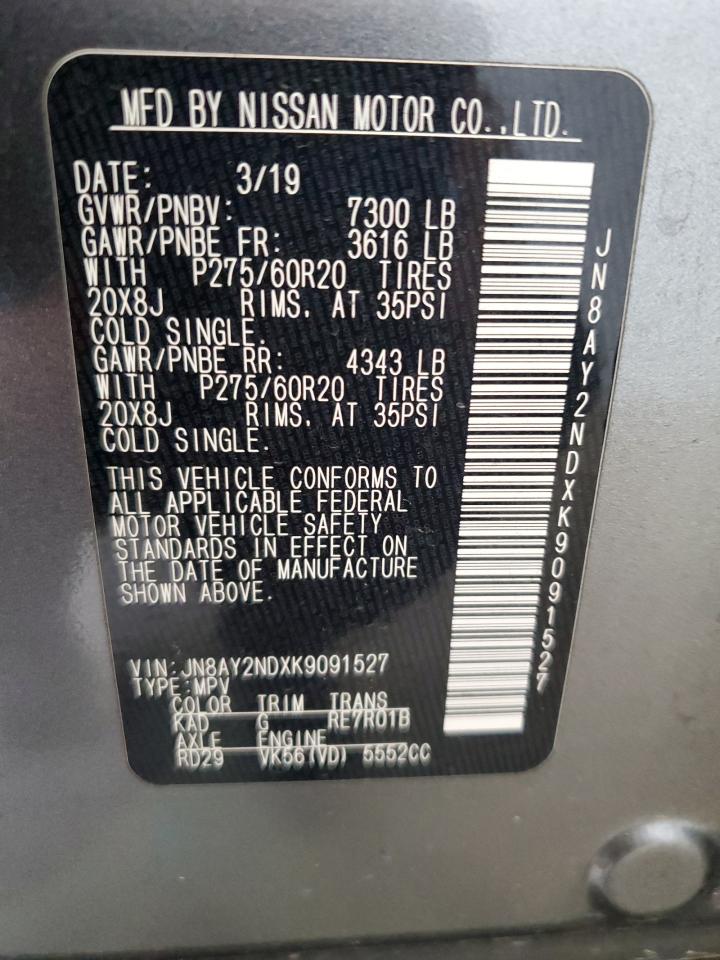 MFD BY NISSAN MOTOR CO.,LTD.
DATE: 3/19
GVWR/PNBV: 7300 LB
GAWR/PNBE FR: 3616 LB
WITH P275/60R20 TIRES
20X8J RIMS, AT 35PSI
COLD SINGLE.
GAWR/PNBE RR: 4343 LB
WITH P275/60R20 TIRES
20X8J RIMS, AT 35PSI
COLD SINGLE.
THIS VEHICLE CONFORMS TO
ALL APPLICABLE FEDERAL
MOTOR VEHICLE SAFETY
STANDARDS IN EFFECT ON
THE DATE OF MANUFACTURE
SHOWN ABOVE.
VIN:JN8AY2NDXK9091527
TYPE:MPV
COLOR TRIM TRANS
KAD G RE7R01B
AXLE ENGINE
RD29 VK56(VD) 5552CC
JN8AY2NDXK9091527